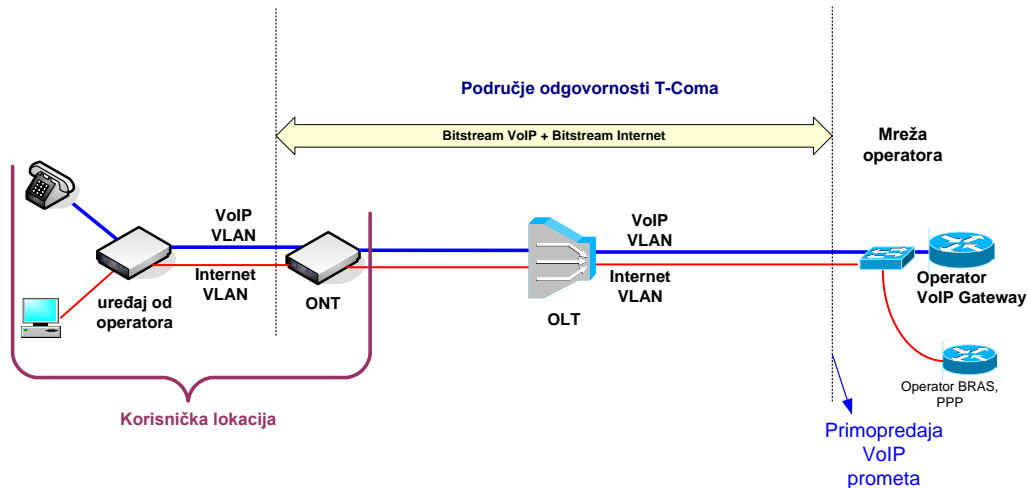 Područje odgovornosti T-Coma
Bitstream VoIP + Bitstream Internet
Mreža
operatora
VoIP
VLAN
Internet
VLAN
uređaj od
operatora
ONT
VoIP
VLAN
Internet
VLAN
OLT
Operator
VoIP Gateway
Operator BRAS,
PPP
Korisnička lokacija
Primopredaja
VoIP
prometa